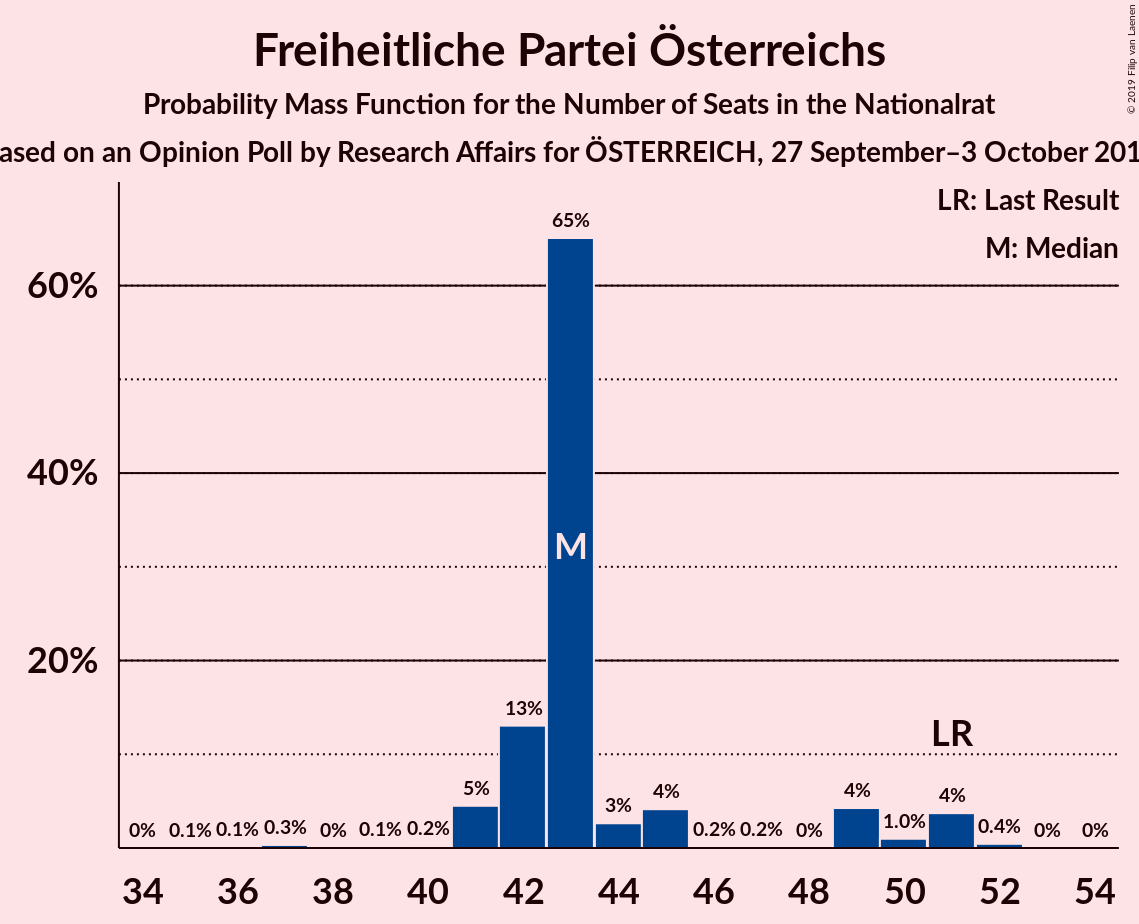 Freiheitliche Partei Österreichs
Probability Mass Function for the Number of Seats in the Nationalrat
ased on an Opinion Poll by Research Affairs for ÖSTERREICH, 27 September–3 October 201
© 2019 Filip van Laenen
LR: Last Result
M: Median
60%
40%
20%
0% 0.1% 0.1% 0.3% 0% 0.1% 0.2% 5% 13% 65% 3% 4% 0.2% 0.2% 0% 4% 1.0% 4% 0.4% 0% 0%
M
LR
34 36 38 40 42 44 46 48 50 52 54